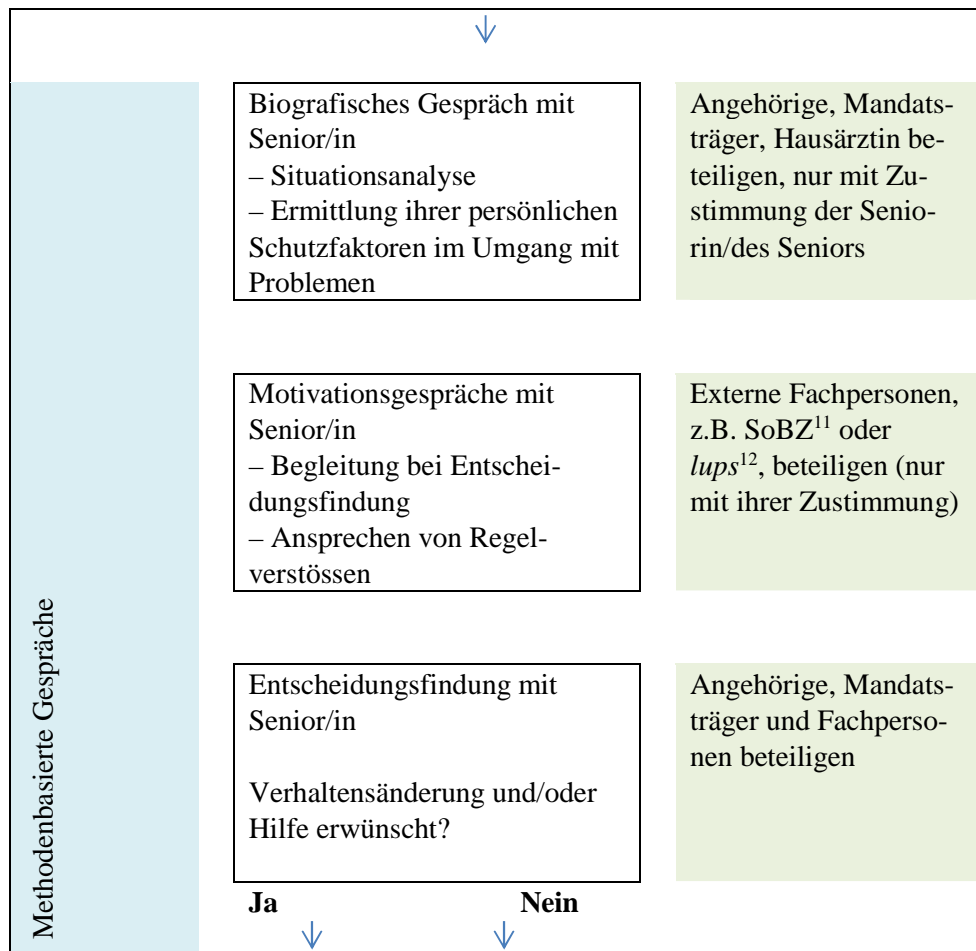 Biografisches Gespräch mit
Senior/in
– Situationsanalyse
– Ermittlung ihrer persönlichen
Schutzfaktoren im Umgang mit
Problemen
Angehörige, Mandats-
träger, Hausärztin be-
teiligen, nur mit Zu-
stimmung der Senio-
rin/des Seniors
Motivationsgespräche mit
Senior/in
– Begleitung bei Entschei-
dungsfindung
– Ansprechen von Regel-
verstössen
Externe Fachpersonen,
z.B. SoBZ¹¹ oder
lups¹², beteiligen (nur
mit ihrer Zustimmung)
Methodenbasierte Gespräche
Entscheidungsfindung mit
Senior/in
Verhaltensänderung und/oder
Hilfe erwünscht?
Angehörige, Mandats-
träger und Fachperso-
nen beteiligen
Ja Nein